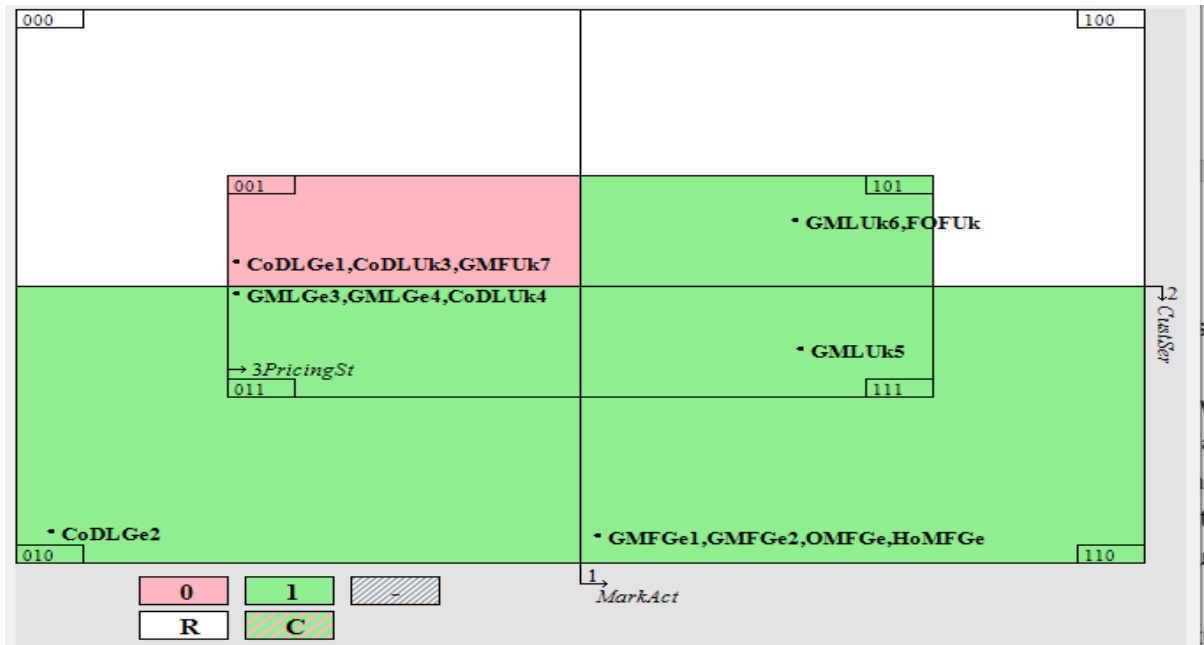 000 100
001 101
GMLUk6,FOFUk
CoDLGe1,CoDLUk3,GMFUk7
GMLGe3,GMLGe4,CoDLUk4
2
CustSer
GMLUk5
3PricingSt
011 111
CoDLGe2
GMFGe1,GMFGe2,OMFGe,HoMFGe
010 110
0 1 -
1
MarkAct
R C